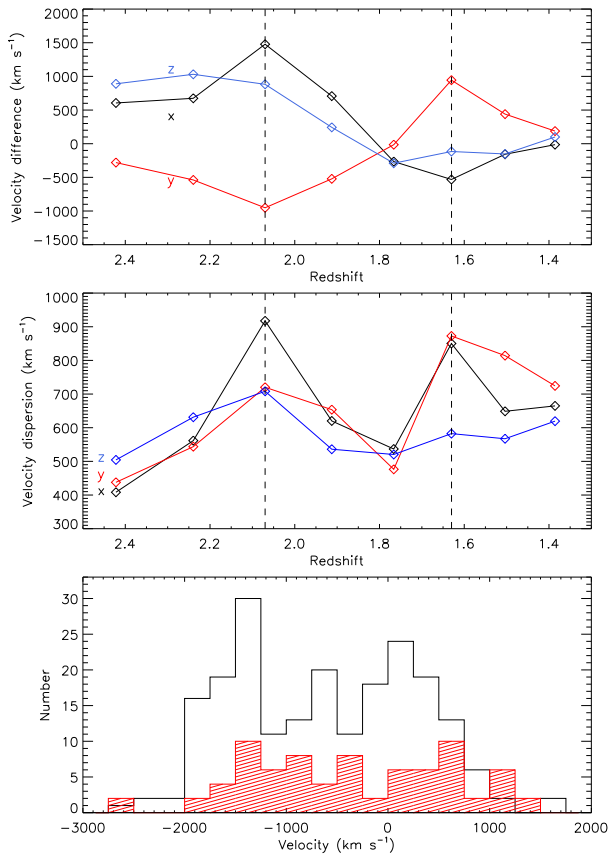 1500
1000
500
0
−500
−1000
−1500
Velocity difference (km s⁻¹)
z
x
y
2.4 2.2 2.0 1.8 1.6 1.4
Redshift
1000
900
800
700
600
500
400
300
Velocity dispersion (km s⁻¹)
z
y
x
2.4 2.2 2.0 1.8 1.6 1.4
Redshift
30
25
20
15
10
5
0
Number
−3000 −2000 −1000 0 1000 2000
Velocity (km s⁻¹)